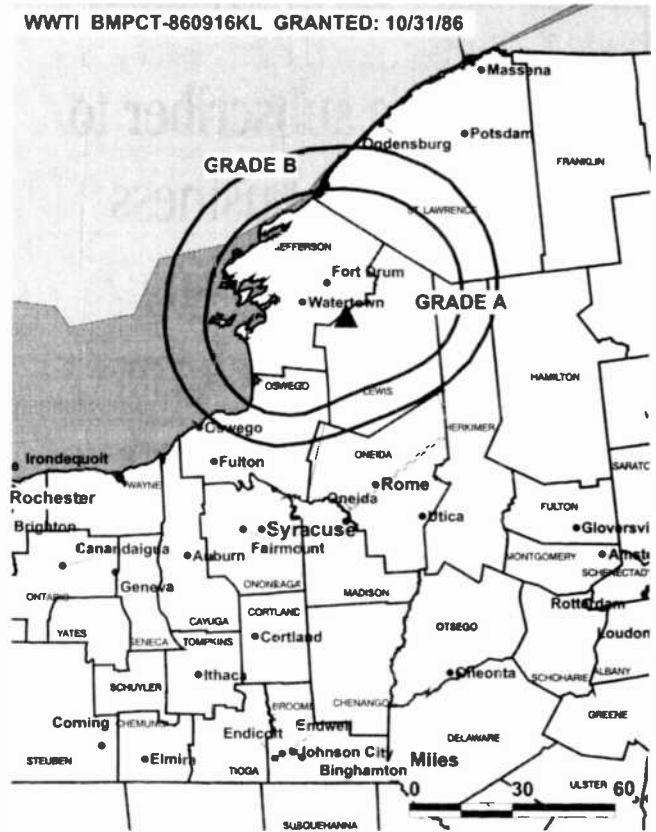 WWTI BMPCT-860916KL GRANTED: 10/31/86
Massena
Potsdam
Ogdensburg
GRADE B
FRANKLIN
ST. LAWRENCE
JEFFERSON
Fort Drum
Watertown
GRADE A
OSWEGO
LEWIS
HAMILTON
Oswego
HERKIMER
ONEIDA
Irondequoit
Fulton
SARATO
WAYNE
Rome
Rochester
Oneida
FULTON
Brighton
Syracuse
Utica
Gloversvi
Canandaigua
Auburn
Fairmount
MONTGOMERY
Amste
Geneva
SCHENECTADY
ONTARIO
ONONDAGA
MADISON
Rotterdam
CAYUGA
CORTLAND
OTSEGO
YATES
SENECA
TOMPKINS
Cortland
Loudon
Ithaca
Oneonta
SCHOHARIE
ALBANY
SCHUYLER
BROOME
CHENANGO
GREENE
Corning
CHEMUNG
Endicott
Endwell
DELAWARE
STEUBEN
Elmira
TIOGA
Johnson City
Binghamton
Miles
ULSTER
0 30 60
SUSQUEHANNA